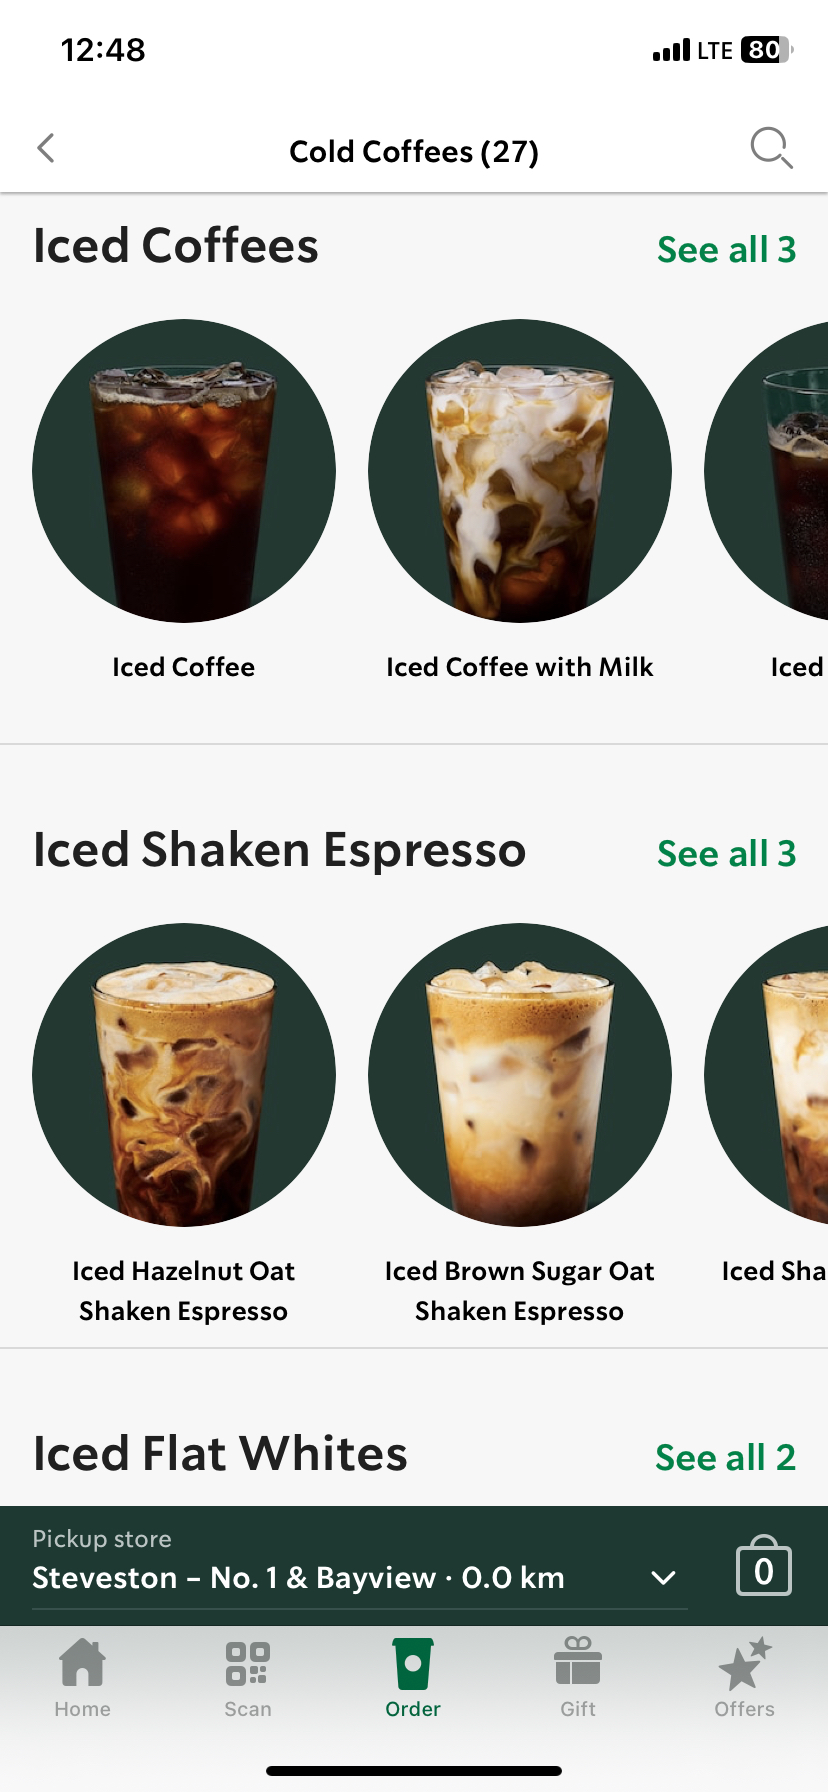 12:48
LTE 80
Cold Coffees (27)
Iced Coffees
See all 3
Iced Coffee
Iced Coffee with Milk
Iced
Iced Shaken Espresso
See all 3
Iced Hazelnut Oat
Shaken Espresso
Iced Brown Sugar Oat
Shaken Espresso
Iced Sha
Iced Flat Whites
See all 2
Pickup store
Steveston – No. 1 & Bayview · 0.0 km
0
Home
Scan
Order
Gift
Offers